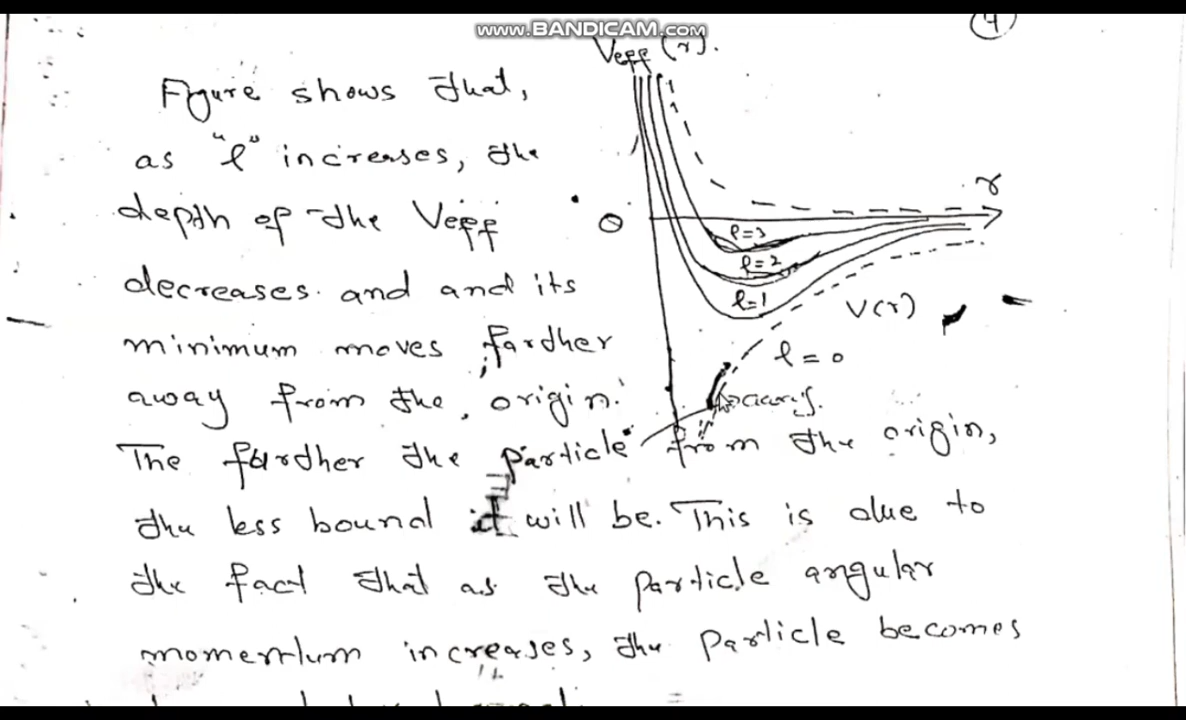 www.BANDICAM.com
4
Veff (r).
Figure shows that,
as "l" increases, the
depth of the Veff
decreases. and and its
minimum moves farther
away from the origin.
The farther the particle from the origin,
the less bound it will be. This is due to
the fact that as the particle angular
momentum increases, the particle becomes
r
O
l=3
l=2
l=1
V(r)
l=0